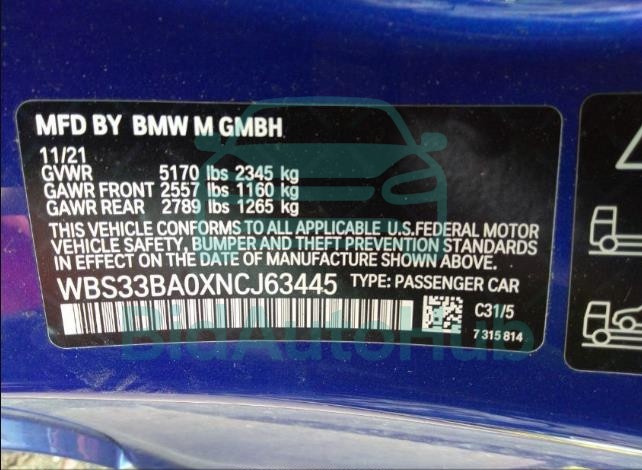 MFD BY BMW M GMBH
11/21
GVWR 5170 lbs 2345 kg
GAWR FRONT 2557 lbs 1160 kg
GAWR REAR 2789 lbs 1265 kg
THIS VEHICLE CONFORMS TO ALL APPLICABLE U.S.FEDERAL MOTOR
VEHICLE SAFETY, BUMPER AND THEFT PREVENTION STANDARDS
IN EFFECT ON THE DATE OF MANUFACTURE SHOWN ABOVE.
WBS33BA0XNCJ63445 TYPE: PASSENGER CAR
C31/5
7 315 814
BidAutoHub